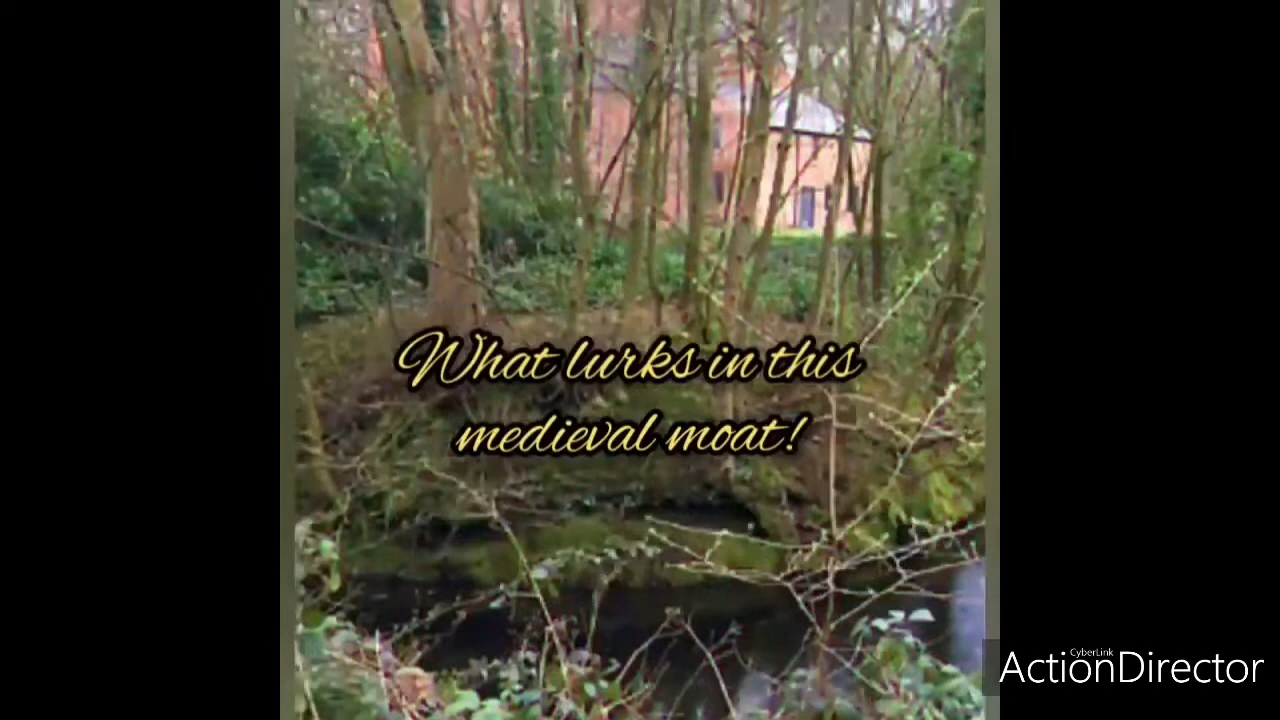 What lurks in this
medieval moat!
CyberLink
ActionDirector